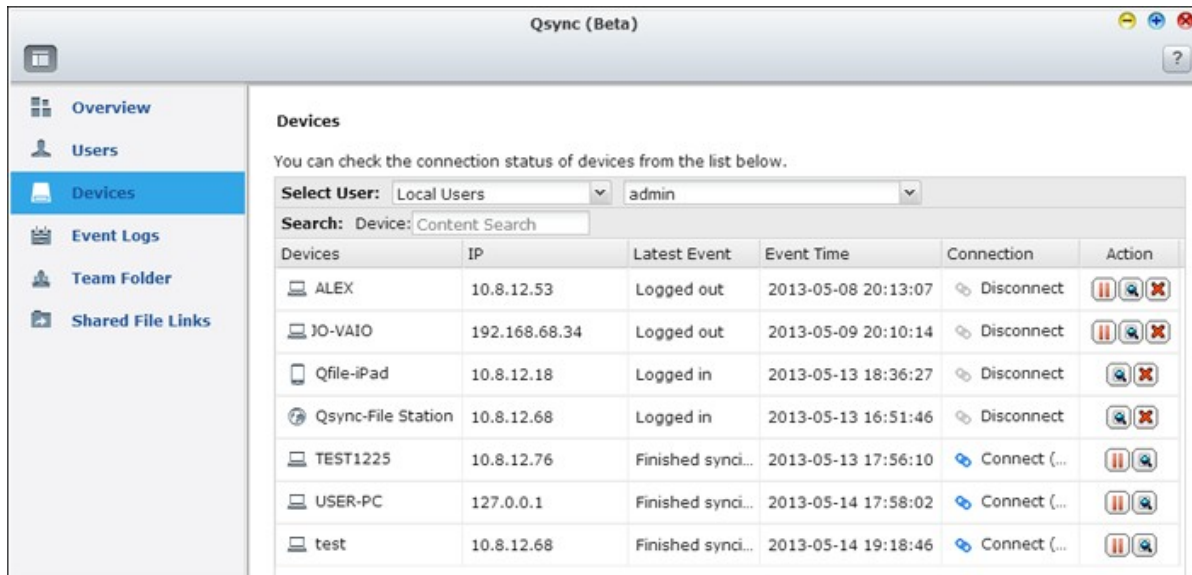 Qsync (Beta)
?
Overview
Users
Devices
Event Logs
Team Folder
Shared File Links
Devices
You can check the connection status of devices from the list below.
Select User: Local Users admin
Search: Device: Content Search
Devices IP Latest Event Event Time Connection Action
ALEX 10.8.12.53 Logged out 2013-05-08 20:13:07 Disconnect
JO-VAIO 192.168.68.34 Logged out 2013-05-09 20:10:14 Disconnect
Qfile-iPad 10.8.12.18 Logged in 2013-05-13 18:36:27 Disconnect
Qsync-File Station 10.8.12.68 Logged in 2013-05-13 16:51:46 Disconnect
TEST1225 10.8.12.76 Finished synci... 2013-05-13 17:56:10 Connect (...
USER-PC 127.0.0.1 Finished synci... 2013-05-14 17:58:02 Connect (...
test 10.8.12.68 Finished synci... 2013-05-14 19:18:46 Connect (...